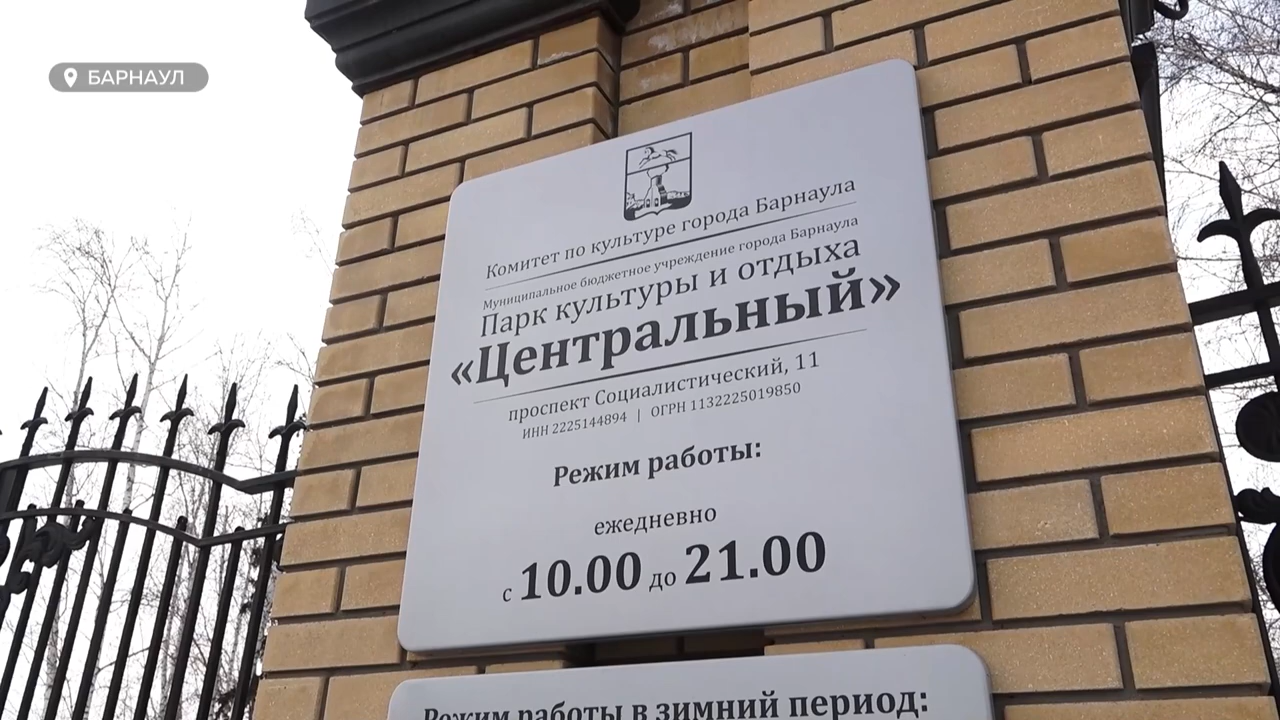 БАРНАУЛ
Комитет по культуре города Барнаула
Муниципальное бюджетное учреждение города Барнаула
Парк культуры и отдыха
«Центральный»
проспект Социалистический, 11
ИНН 2225144894 | ОГРН 1132225019850
Режим работы:
ежедневно
с 10.00 до 21.00
Режим работы в зимний период: